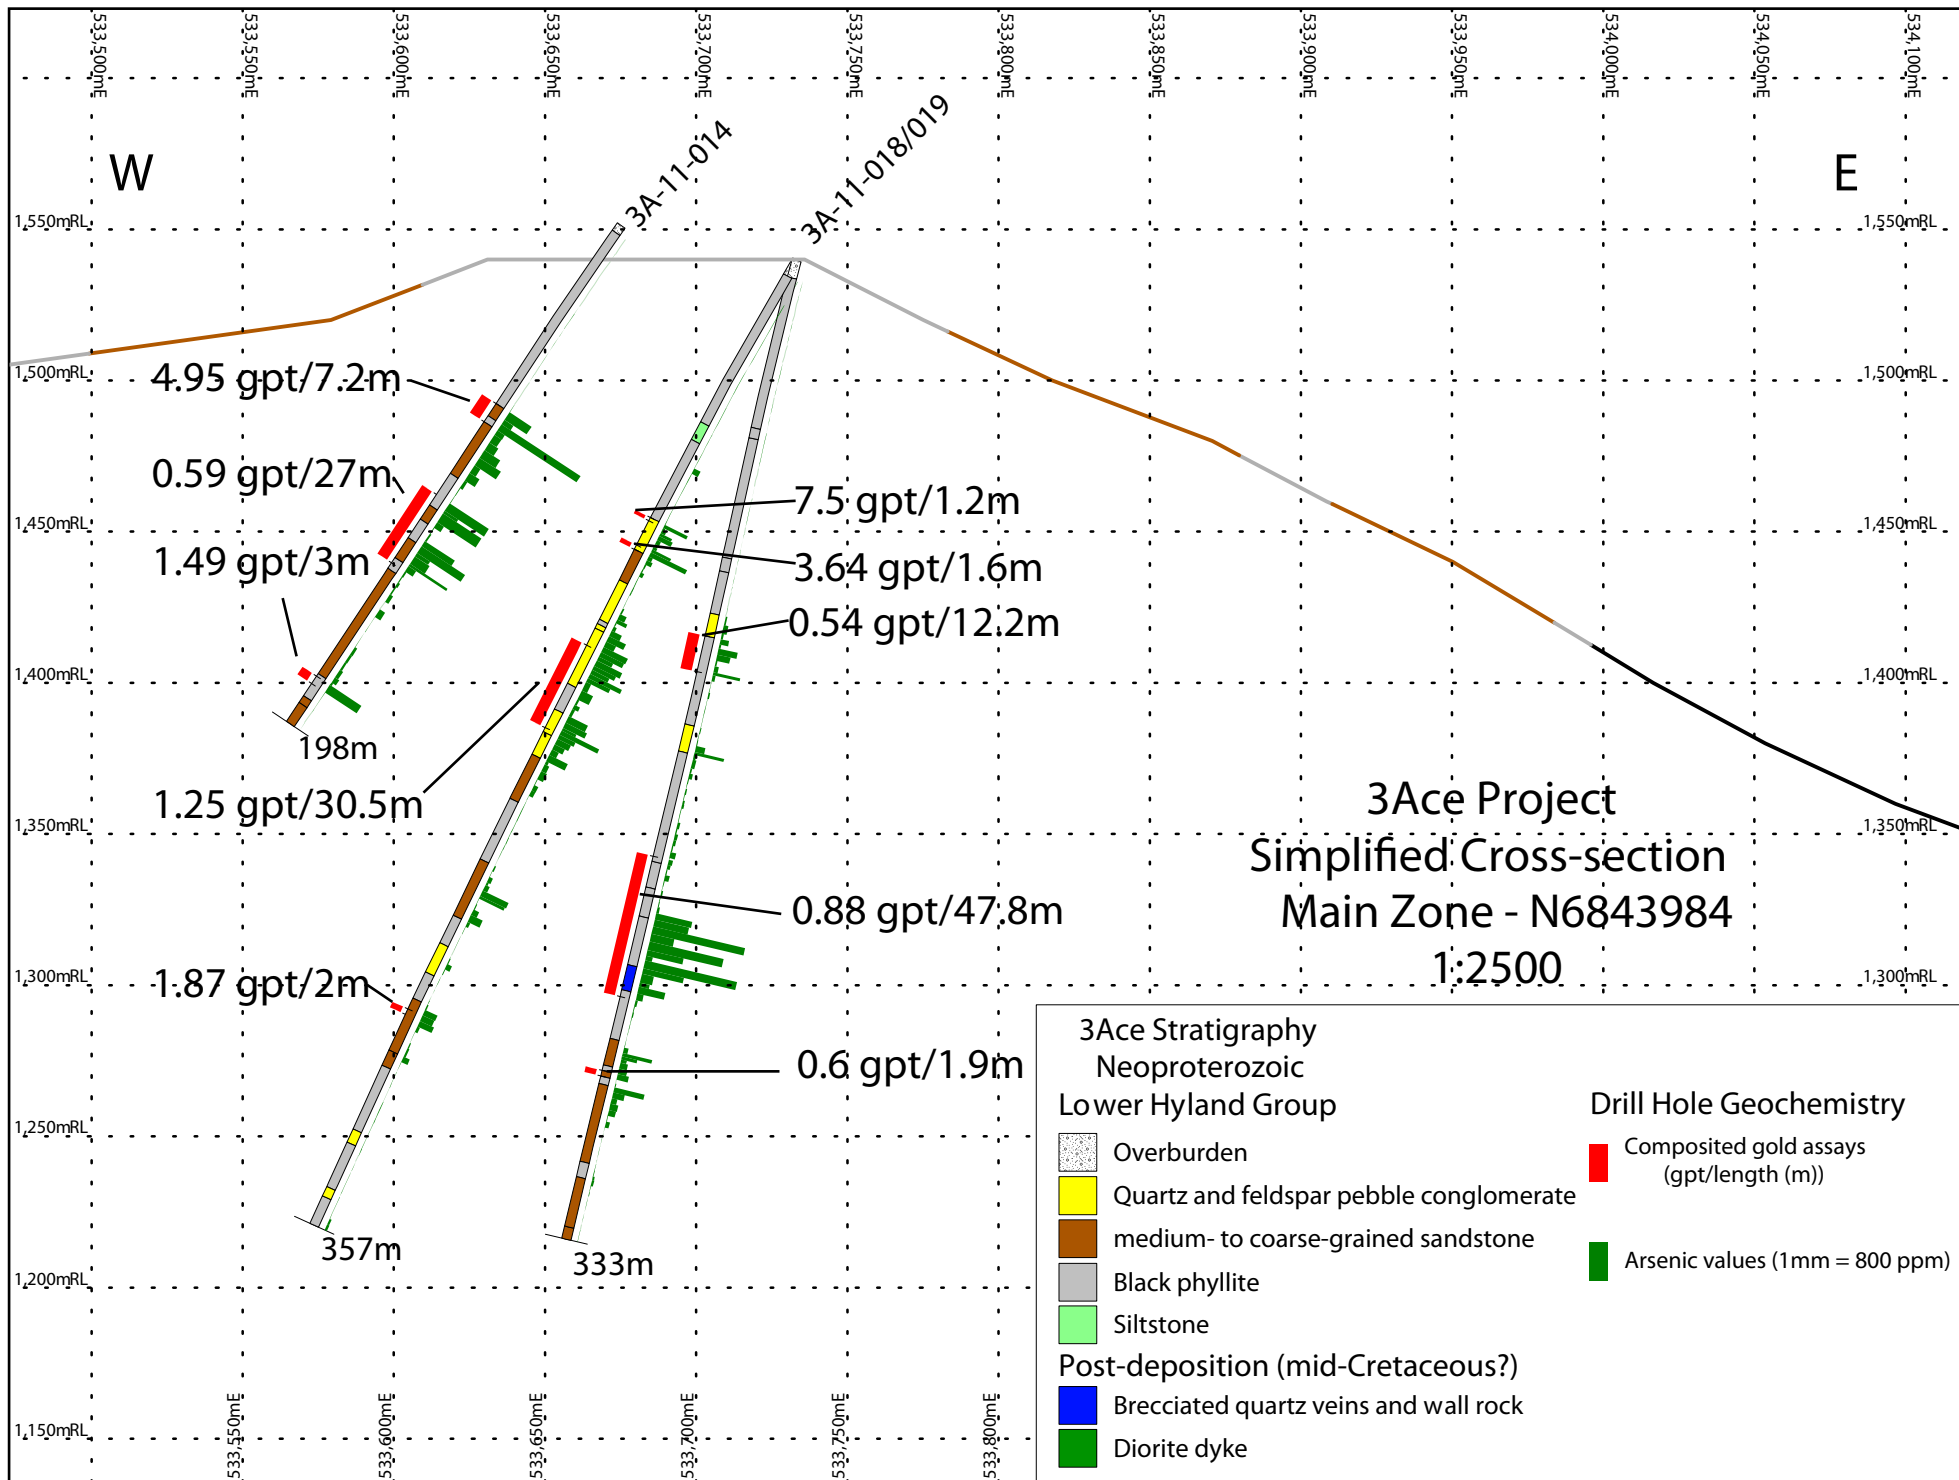 533,500mE
533,550mE
533,600mE
533,650mE
533,700mE
533,750mE
533,800mE
533,850mE
533,900mE
533,950mE
534,000mE
534,050mE
534,100mE
W
E
3A-11-014
3A-11-018/019
1,550mRL
1,550mRL
1,500mRL
1,500mRL
4.95 gpt/7.2m
0.59 gpt/27m
7.5 gpt/1.2m
1,450mRL
1,450mRL
1.49 gpt/3m
3.64 gpt/1.6m
0.54 gpt/12.2m
1,400mRL
1,400mRL
198m
1.25 gpt/30.5m
1,350mRL
1,350mRL
3Ace Project
Simplified Cross-section
Main Zone - N6843984
1:2500
0.88 gpt/47.8m
1,300mRL
1,300mRL
1.87 gpt/2m
0.6 gpt/1.9m
1,250mRL
357m
333m
1,200mRL
1,150mRL
533,550mE
533,600mE
533,650mE
533,700mE
533,750mE
533,800mE
3Ace Stratigraphy
Neoproterozoic
Lower Hyland Group
Overburden
Quartz and feldspar pebble conglomerate
medium- to coarse-grained sandstone
Black phyllite
Siltstone
Post-deposition (mid-Cretaceous?)
Brecciated quartz veins and wall rock
Diorite dyke
Drill Hole Geochemistry
Composited gold assays
(gpt/length (m))
Arsenic values (1mm = 800 ppm)